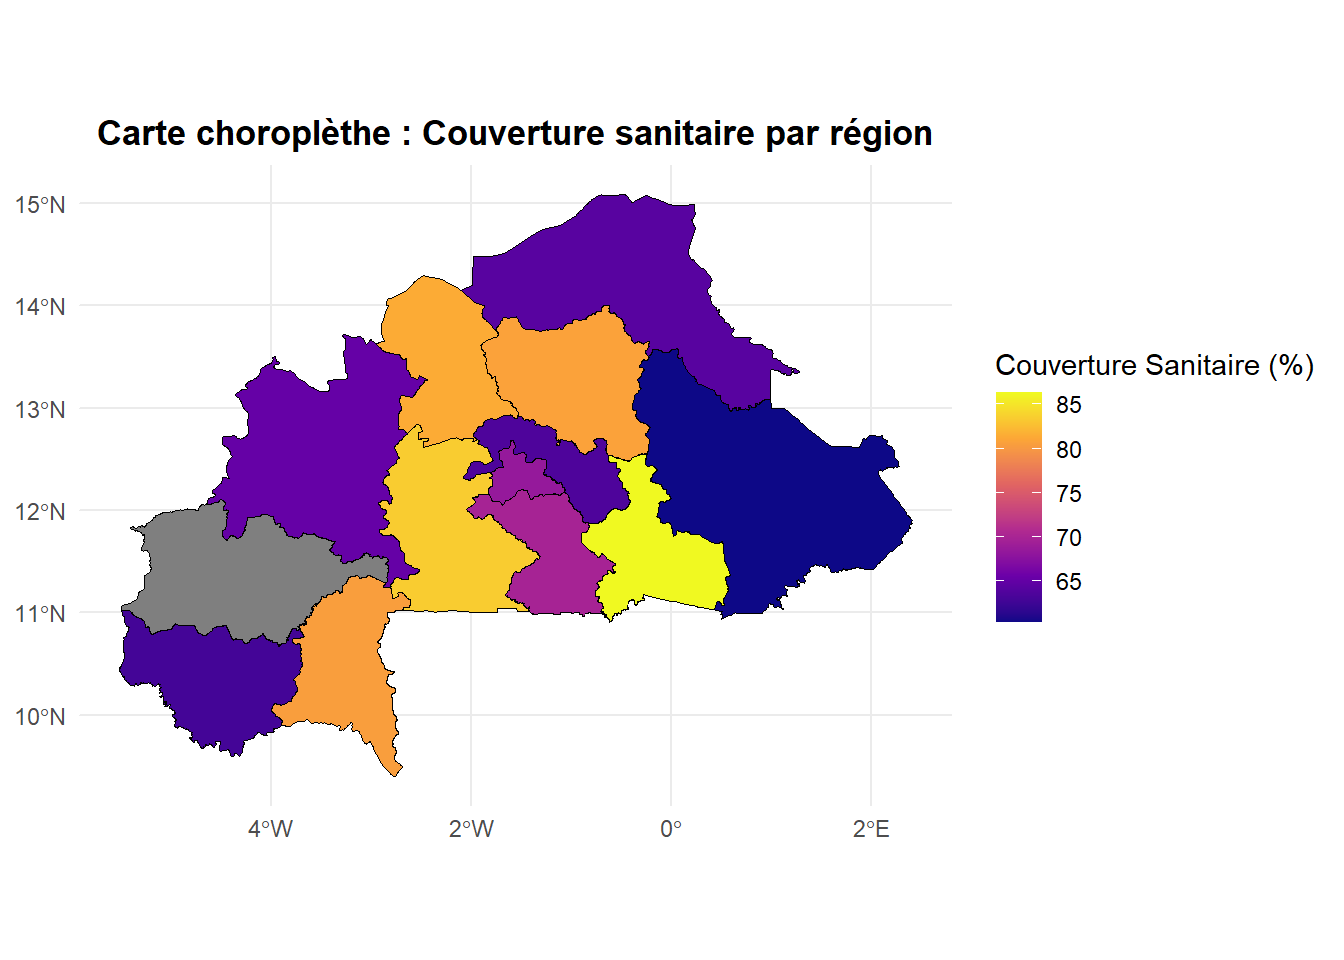 Carte choroplèthe : Couverture sanitaire par région
15°N
14°N
13°N
12°N
11°N
10°N
4°W
2°W
0°
2°E
Couverture Sanitaire (%)
85
80
75
70
65